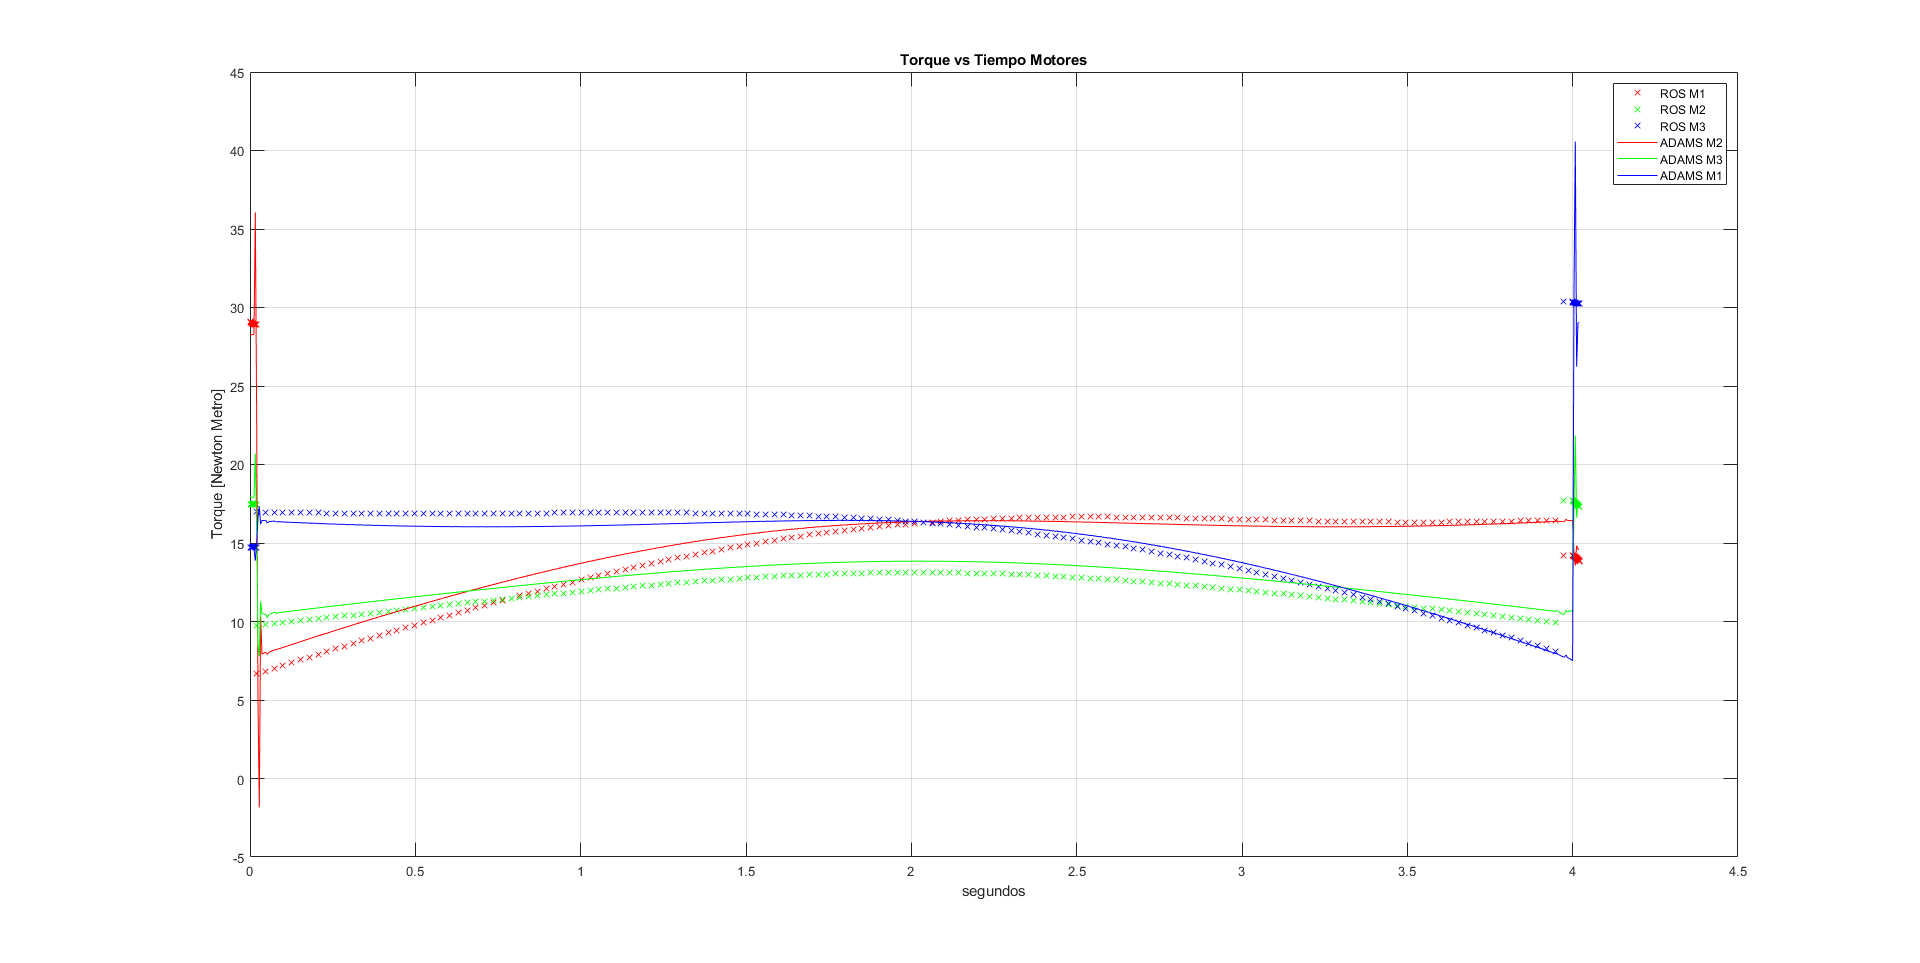 Torque vs Tiempo Motores
45
40
35
30
25
20
15
10
5
0
-5
Torque [Newton Metro]
0 0.5 1 1.5 2 2.5 3 3.5 4 4.5
segundos
ROS M1
ROS M2
ROS M3
ADAMS M2
ADAMS M3
ADAMS M1